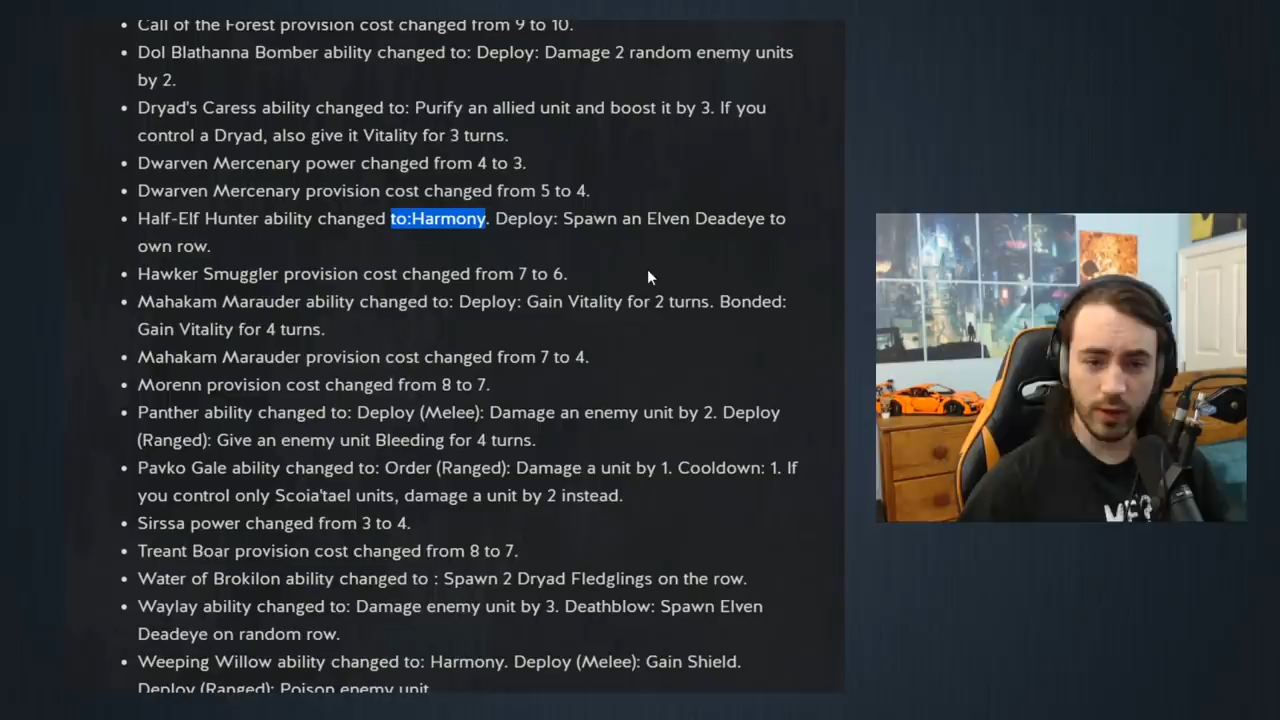 Call of the Forest provision cost changed from 9 to 10.
Dol Blathanna Bomber ability changed to: Deploy: Damage 2 random enemy units
by 2.
Dryad's Caress ability changed to: Purify an allied unit and boost it by 3. If you
control a Dryad, also give it Vitality for 3 turns.
Dwarven Mercenary power changed from 4 to 3.
Dwarven Mercenary provision cost changed from 5 to 4.
Half-Elf Hunter ability changed to:Harmony. Deploy: Spawn an Elven Deadeye to
own row.
Hawker Smuggler provision cost changed from 7 to 6.
Mahakam Marauder ability changed to: Deploy: Gain Vitality for 2 turns. Bonded:
Gain Vitality for 4 turns.
Mahakam Marauder provision cost changed from 7 to 4.
Morenn provision cost changed from 8 to 7.
Panther ability changed to: Deploy (Melee): Damage an enemy unit by 2. Deploy
(Ranged): Give an enemy unit Bleeding for 4 turns.
Pavko Gale ability changed to: Order (Ranged): Damage a unit by 1. Cooldown: 1. If
you control only Scoia'tael units, damage a unit by 2 instead.
Sirssa power changed from 3 to 4.
Treant Boar provision cost changed from 8 to 7.
Water of Brokilon ability changed to : Spawn 2 Dryad Fledglings on the row.
Waylay ability changed to: Damage enemy unit by 3. Deathblow: Spawn Elven
Deadeye on random row.
Weeping Willow ability changed to: Harmony. Deploy (Melee): Gain Shield.
Deploy (Ranged): Poison enemy unit